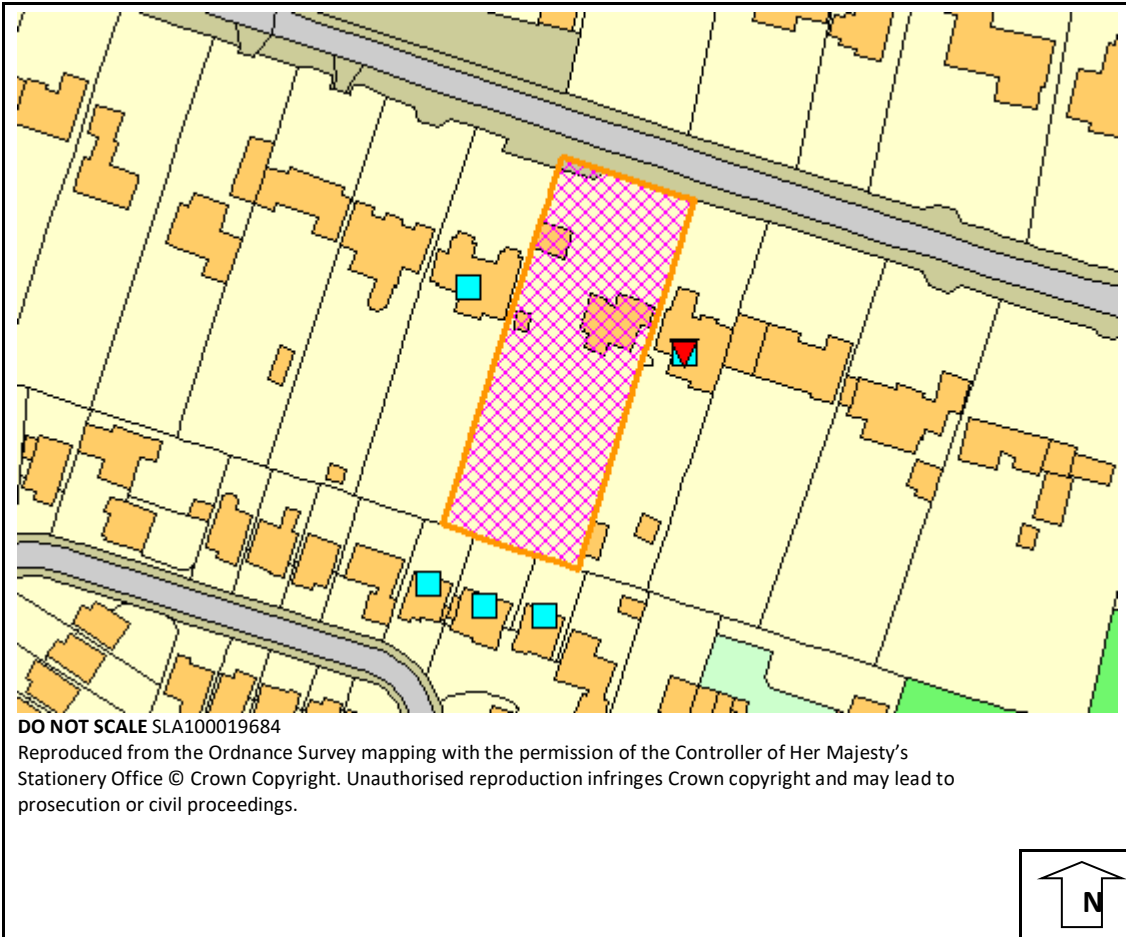 DO NOT SCALE SLA100019684
Reproduced from the Ordnance Survey mapping with the permission of the Controller of Her Majesty’s
Stationery Office © Crown Copyright. Unauthorised reproduction infringes Crown copyright and may lead to
prosecution or civil proceedings.
N